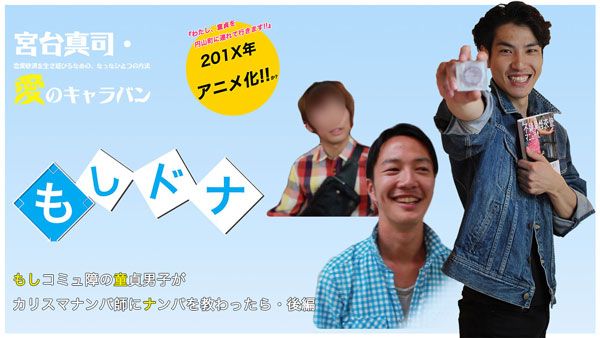 宮台真司・
恋愛砂漠を生き延びるための、たったひとつの方法
愛のキャラバン
『わたし、童貞を
円山町に連れて行きます!!』
201X年
アニメ化!!
もしドナ
もしコミュ障の童貞男子が
カリスマナンパ師にナンパを教わったら・後編